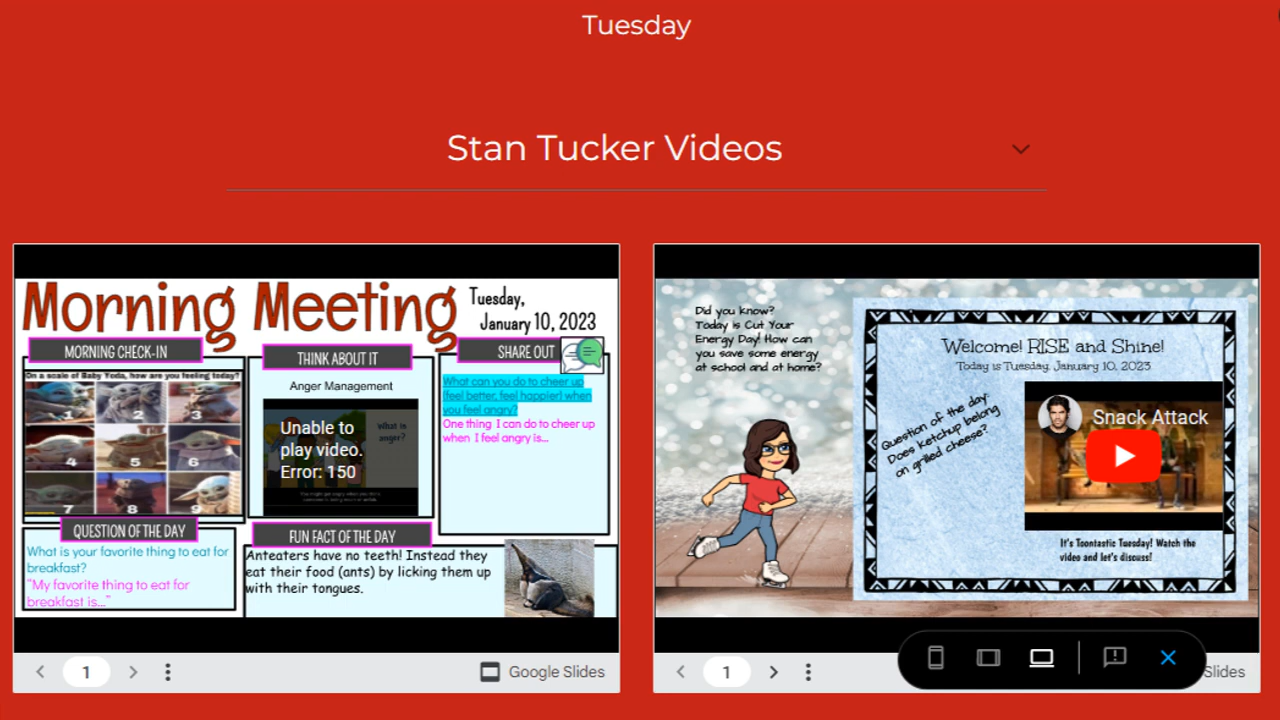 Tuesday
Stan Tucker Videos
Morning Meeting
Tuesday,
January 10, 2023
MORNING CHECK-IN
On a scale of Baby Yoda, how are you feeling today?
1
2
3
4
5
6
7
8
9
THINK ABOUT IT
Anger Management
What is
anger?
Unable to
play video.
Error: 150
SHARE OUT
What can you do to cheer up
(feel better, feel happier) when
you feel angry?
One thing I can do to cheer up
when I feel angry is...
QUESTION OF THE DAY
What is your favorite thing to eat for
breakfast?
"My favorite thing to eat for
breakfast is..."
FUN FACT OF THE DAY
Anteaters have no teeth! Instead they
eat their food (ants) by licking them up
with their tongues.
1
Google Slides
Did you know?
Today is Cut Your
Energy Day! How can
you save some energy
at school and at home?
Welcome! RISE and Shine!
Today is Tuesday, January 10, 2023
Question of the day:
Does ketchup belong
on grilled cheese?
Snack Attack
It's Toontastic Tuesday! Watch the
video and let's discuss!
1
Slides